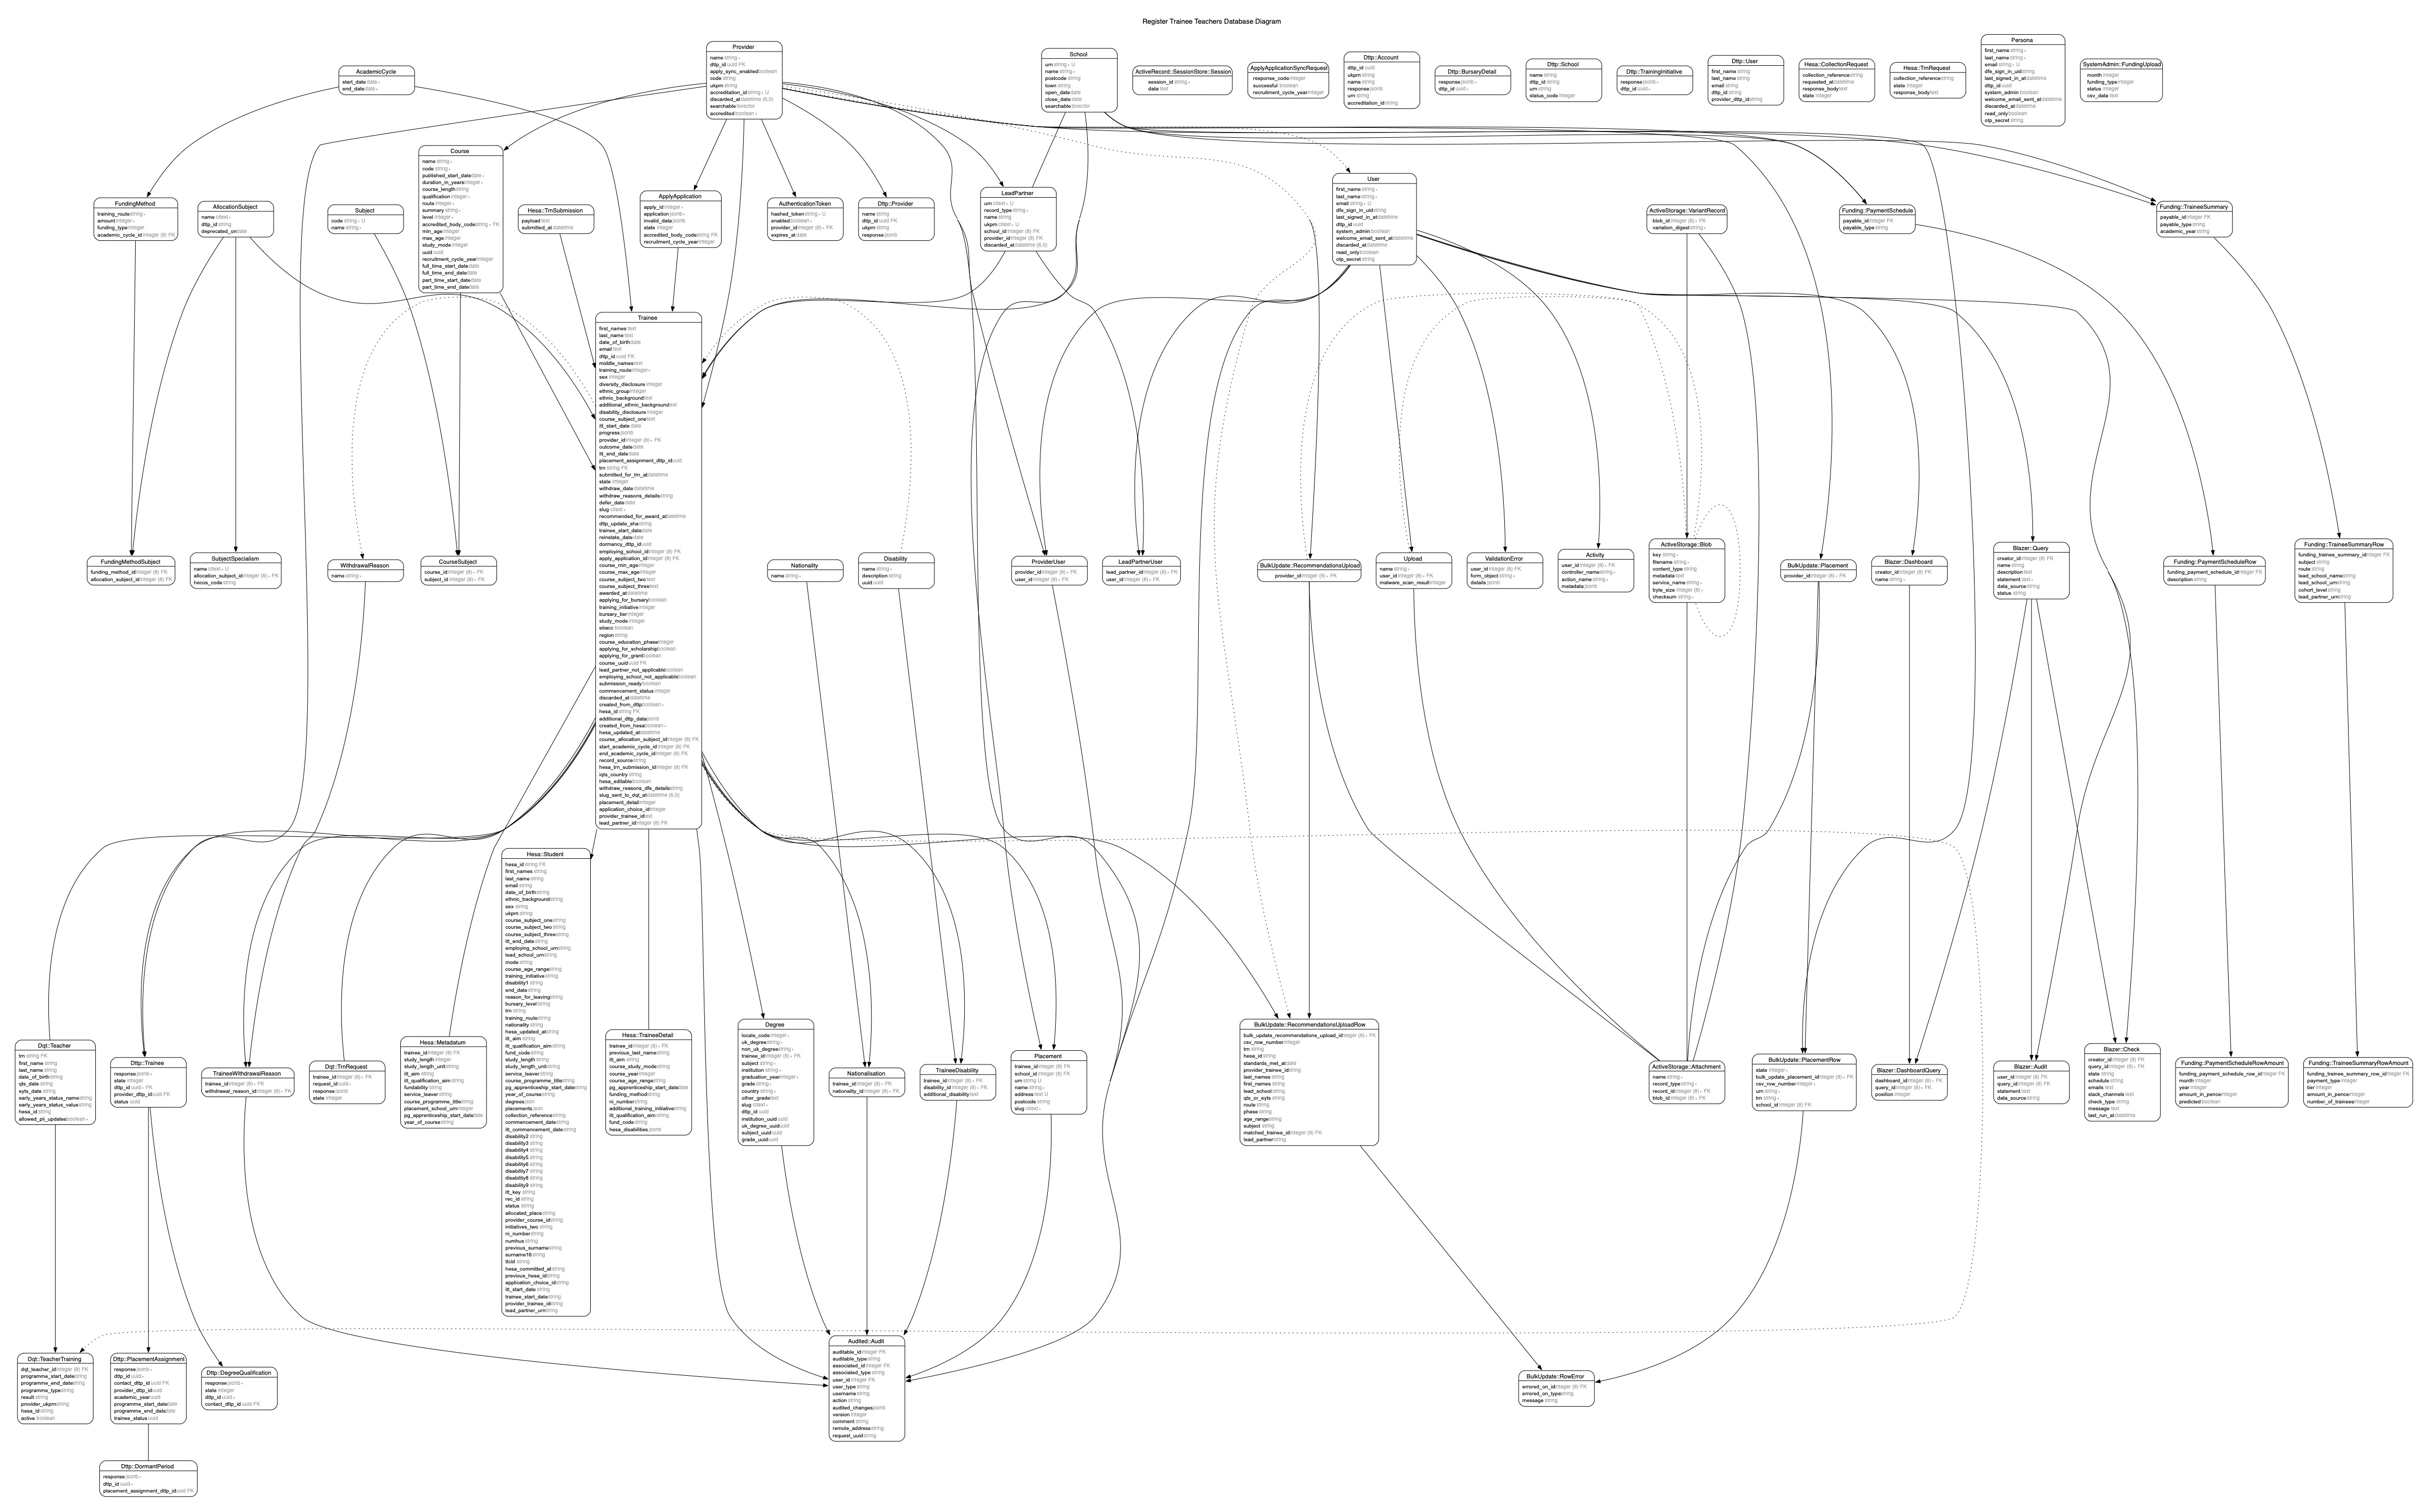 Register Trainee Teachers Database Diagram
AcademicCycle
start_date date ∗
end_date date ∗
Provider
name string ∗
dttp_id uuid FK
apply_sync_enabled boolean
code string
ukprn string
accreditation_id string ∗ U
discarded_at datetime (6,0)
searchable tsvector
accredited boolean ∗
School
urn string ∗ U
name string ∗
postcode string
town string
open_date date
close_date date
searchable tsvector
ActiveRecord::SessionStore::Session
session_id string ∗
data text
ApplyApplicationSyncRequest
response_code integer
successful boolean
recruitment_cycle_year integer
Dttp::Account
dttp_id uuid
ukprn string
name string
response jsonb
urn string
accreditation_id string
Dttp::BursaryDetail
response jsonb ∗
dttp_id uuid ∗
Dttp::School
name string
dttp_id string
urn string
status_code integer
Dttp::TrainingInitiative
response jsonb ∗
dttp_id uuid ∗
Dttp::User
first_name string
last_name string
email string
dttp_id string
provider_dttp_id string
Hesa::CollectionRequest
collection_reference string
requested_at datetime
response_body text
state integer
Hesa::TrnRequest
collection_reference string
state integer
response_body text
Persona
first_name string ∗
last_name string ∗
email string ∗ U
dfe_sign_in_uid string
last_signed_in_at datetime
dttp_id uuid
system_admin boolean
welcome_email_sent_at datetime
discarded_at datetime
read_only boolean
otp_secret string
SystemAdmin::FundingUpload
month integer
funding_type integer
status integer
csv_data text
Course
name string ∗
code string ∗
published_start_date date ∗
duration_in_years integer ∗
course_length string
qualification integer ∗
route integer ∗
summary string ∗
level integer ∗
accredited_body_code string ∗ FK
min_age integer
max_age integer
study_mode integer
uuid uuid
recruitment_cycle_year integer
full_time_start_date date
full_time_end_date date
part_time_start_date date
part_time_end_date date
FundingMethod
training_route string ∗
amount integer ∗
funding_type integer
academic_cycle_id integer (8) FK
AllocationSubject
name citext ∗
dttp_id string
deprecated_on date
Subject
code string ∗ U
name string ∗
Hesa::TrnSubmission
payload text
submitted_at datetime
ApplyApplication
apply_id integer ∗
application jsonb ∗
invalid_data jsonb
state integer
accredited_body_code string FK
recruitment_cycle_year integer
AuthenticationToken
hashed_token string ∗ U
enabled boolean ∗
provider_id integer (8) ∗ FK
expires_at date
Dttp::Provider
name string
dttp_id uuid FK
ukprn string
response jsonb
LeadPartner
urn citext ∗ U
record_type string ∗
name string
ukprn citext ∗ U
school_id integer (8) FK
provider_id integer (8) FK
discarded_at datetime (6,0)
User
first_name string ∗
last_name string ∗
email string ∗ U
dfe_sign_in_uid string
last_signed_in_at datetime
dttp_id uuid
system_admin boolean
welcome_email_sent_at datetime
discarded_at datetime
read_only boolean
otp_secret string
ActiveStorage::VariantRecord
blob_id integer (8) ∗ FK
variation_digest string ∗
Funding::PaymentSchedule
payable_id integer FK
payable_type string
Funding::TraineeSummary
payable_id integer FK
payable_type string
academic_year string
Trainee
first_names text
last_name text
date_of_birth date
email text
dttp_id uuid FK
middle_names text
training_route integer ∗
sex integer
diversity_disclosure integer
ethnic_group integer
ethnic_background text
additional_ethnic_background text
disability_disclosure integer
course_subject_one text
itt_start_date date
progress jsonb
provider_id integer (8) ∗ FK
outcome_date date
itt_end_date date
placement_assignment_dttp_id uuid
trn string FK
submitted_for_trn_at datetime
state integer
withdraw_date datetime
withdraw_reasons_details string
defer_date date
slug citext ∗
recommended_for_award_at datetime
dttp_update_sha string
trainee_start_date date
reinstate_date date
dormancy_dttp_id uuid
employing_school_id integer (8) FK
apply_application_id integer (8) FK
course_min_age integer
course_max_age integer
course_subject_two text
course_subject_three text
awarded_at datetime
applying_for_bursary boolean
training_initiative integer
bursary_tier integer
study_mode integer
ebacc boolean
region string
course_education_phase integer
applying_for_scholarship boolean
applying_for_grant boolean
course_uuid uuid FK
lead_partner_not_applicable boolean
employing_school_not_applicable boolean
submission_ready boolean
commencement_status integer
discarded_at datetime
created_from_dttp boolean ∗
hesa_id string FK
additional_dttp_data jsonb
created_from_hesa boolean ∗
hesa_updated_at datetime
course_allocation_subject_id integer (8) FK
start_academic_cycle_id integer (8) FK
end_academic_cycle_id integer (8) FK
record_source string
hesa_trn_submission_id integer (8) FK
iqts_country string
hesa_editable boolean
withdraw_reasons_dfe_details string
slug_sent_to_dqt_at datetime (6,0)
placement_detail integer
application_choice_id integer
provider_trainee_id text
lead_partner_id integer (8) FK
FundingMethodSubject
funding_method_id integer (8) FK
allocation_subject_id integer (8) FK
SubjectSpecialism
name citext ∗ U
allocation_subject_id integer (8) ∗ FK
hecos_code string
WithdrawalReason
name string ∗
CourseSubject
course_id integer (8) ∗ FK
subject_id integer (8) ∗ FK
Nationality
name string ∗
Disability
name string ∗
description string
uuid uuid
ProviderUser
provider_id integer (8) ∗ FK
user_id integer (8) ∗ FK
LeadPartnerUser
lead_partner_id integer (8) ∗ FK
user_id integer (8) ∗ FK
BulkUpdate::RecommendationsUpload
provider_id integer (8) ∗ FK
Upload
name string ∗
user_id integer (8) ∗ FK
malware_scan_result integer
ValidationError
user_id integer (8) FK
form_object string ∗
details jsonb
Activity
user_id integer (8) ∗ FK
controller_name string ∗
action_name string ∗
metadata jsonb
ActiveStorage::Blob
key string ∗
filename string ∗
content_type string
metadata text
service_name string ∗
byte_size integer (8) ∗
checksum string ∗
BulkUpdate::Placement
provider_id integer (8) ∗ FK
Blazer::Dashboard
creator_id integer (8) FK
name string ∗
Blazer::Query
creator_id integer (8) FK
name string
description text
statement text ∗
data_source string
status string
Funding::PaymentScheduleRow
funding_payment_schedule_id integer FK
description string
Funding::TraineeSummaryRow
funding_trainee_summary_id integer FK
subject string
route string
lead_school_name string
lead_school_urn string
cohort_level string
lead_partner_urn string
Hesa::Student
hesa_id string FK
first_names string
last_name string
email string
date_of_birth string
ethnic_background string
sex string
ukprn string
course_subject_one string
course_subject_two string
course_subject_three string
itt_end_date string
employing_school_urn string
lead_school_urn string
mode string
course_age_range string
training_initiative string
disability1 string
end_date string
reason_for_leaving string
bursary_level string
trn string
training_route string
nationality string
hesa_updated_at string
itt_aim string
itt_qualification_aim string
fund_code string
study_length string
study_length_unit string
service_leaver string
course_programme_title string
pg_apprenticeship_start_date string
year_of_course string
degrees json
placements json
collection_reference string
commencement_date string
itt_commencement_date string
disability2 string
disability3 string
disability4 string
disability5 string
disability6 string
disability7 string
disability8 string
disability9 string
itt_key string
rec_id string
status string
allocated_place string
provider_course_id string
initiatives_two string
ni_number string
numhus string
previous_surname string
surname16 string
ttcid string
hesa_committed_at string
previous_hesa_id string
application_choice_id string
itt_start_date string
trainee_start_date string
provider_trainee_id string
lead_partner_urn string
Dqt::Teacher
trn string FK
first_name string
last_name string
date_of_birth string
qts_date string
eyts_date string
early_years_status_name string
early_years_status_value string
hesa_id string
allowed_pii_updates boolean ∗
Dttp::Trainee
response jsonb ∗
state integer
dttp_id uuid ∗ FK
provider_dttp_id uuid FK
status uuid
TraineeWithdrawalReason
trainee_id integer (8) ∗ FK
withdrawal_reason_id integer (8) ∗ FK
Dqt::TrnRequest
trainee_id integer (8) ∗ FK
request_id uuid ∗
response jsonb
state integer
Hesa::Metadatum
trainee_id integer (8) FK
study_length integer
study_length_unit string
itt_aim string
itt_qualification_aim string
fundability string
service_leaver string
course_programme_title string
placement_school_urn integer
pg_apprenticeship_start_date date
year_of_course string
Hesa::TraineeDetail
trainee_id integer (8) ∗ FK
previous_last_name string
itt_aim string
course_study_mode string
course_year integer
course_age_range string
pg_apprenticeship_start_date date
funding_method string
ni_number string
additional_training_initiative string
itt_qualification_aim string
fund_code string
hesa_disabilities jsonb
Degree
locale_code integer ∗
uk_degree string ∗
non_uk_degree string ∗
trainee_id integer (8) ∗ FK
subject string ∗
institution string ∗
graduation_year integer ∗
grade string ∗
country string ∗
other_grade text
slug citext ∗
dttp_id uuid
institution_uuid uuid
uk_degree_uuid uuid
subject_uuid uuid
grade_uuid uuid
Nationalisation
trainee_id integer (8) ∗ FK
nationality_id integer (8) ∗ FK
TraineeDisability
trainee_id integer (8) ∗ FK
disability_id integer (8) ∗ FK
additional_disability text
Placement
trainee_id integer (8) FK
school_id integer (8) FK
urn string U
name string ∗
address text U
postcode string
slug citext ∗
BulkUpdate::RecommendationsUploadRow
bulk_update_recommendations_upload_id integer (8) ∗ FK
csv_row_number integer
trn string
hesa_id string
standards_met_at date
provider_trainee_id string
last_names string
first_names string
lead_school string
qts_or_eyts string
route string
phase string
age_range string
subject string
matched_trainee_id integer (8) FK
lead_partner string
ActiveStorage::Attachment
name string ∗
record_type string ∗
record_id integer (8) ∗ FK
blob_id integer (8) ∗ FK
BulkUpdate::PlacementRow
state integer ∗
bulk_update_placement_id integer (8) ∗ FK
csv_row_number integer ∗
urn string ∗
trn string ∗
school_id integer (8) FK
Blazer::DashboardQuery
dashboard_id integer (8) FK
query_id integer (8) FK
position integer
Blazer::Audit
user_id integer (8) FK
query_id integer (8) FK
statement text
data_source string
Blazer::Check
creator_id integer (8) FK
query_id integer (8) FK
state string
schedule string
emails text
slack_channels text
check_type string
message text
last_run_at datetime
Funding::PaymentScheduleRowAmount
funding_payment_schedule_row_id integer FK
month integer
year integer
amount_in_pence integer
predicted boolean
Funding::TraineeSummaryRowAmount
funding_trainee_summary_row_id integer FK
payment_type integer
tier integer
amount_in_pence integer
number_of_trainees integer
Dqt::TeacherTraining
dqt_teacher_id integer (8) FK
programme_start_date string
programme_end_date string
programme_type string
result string
provider_ukprn string
hesa_id string
active boolean
Dttp::PlacementAssignment
response jsonb ∗
dttp_id uuid ∗
contact_dttp_id uuid FK
provider_dttp_id uuid
academic_year uuid
programme_start_date date
programme_end_date date
trainee_status uuid
Dttp::DegreeQualification
response jsonb ∗
state integer
dttp_id uuid ∗
contact_dttp_id uuid FK
Audited::Audit
auditable_id integer FK
auditable_type string
associated_id integer FK
associated_type string
user_id integer FK
user_type string
username string
action string
audited_changes jsonb
version integer
comment string
remote_address string
request_uuid string
BulkUpdate::RowError
errored_on_id integer (8) FK
errored_on_type string
message string
Dttp::DormantPeriod
response jsonb ∗
dttp_id uuid ∗
placement_assignment_dttp_id uuid FK